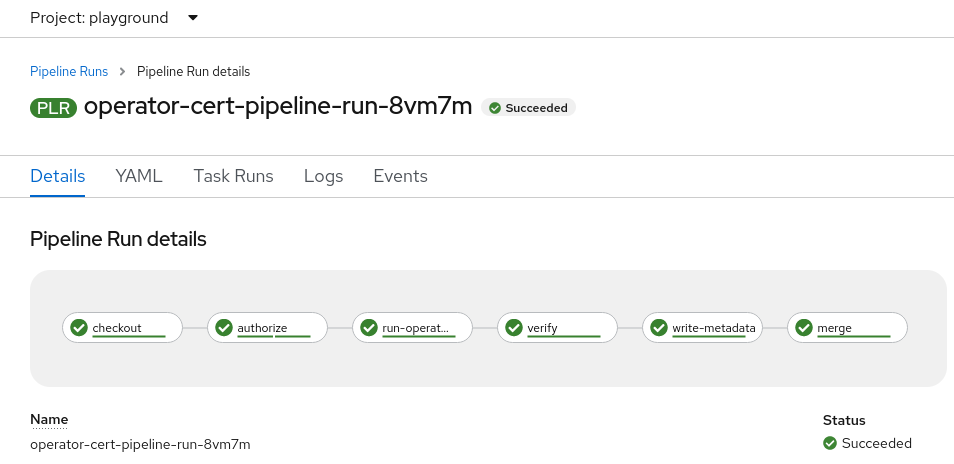 Project: playground
Pipeline Runs Pipeline Run details
PLR operator-cert-pipeline-run-8vm7m Succeeded
Details YAML Task Runs Logs Events
Pipeline Run details
checkout authorize run-operat... verify write-metadata merge
Name Status
operator-cert-pipeline-run-8vm7m Succeeded